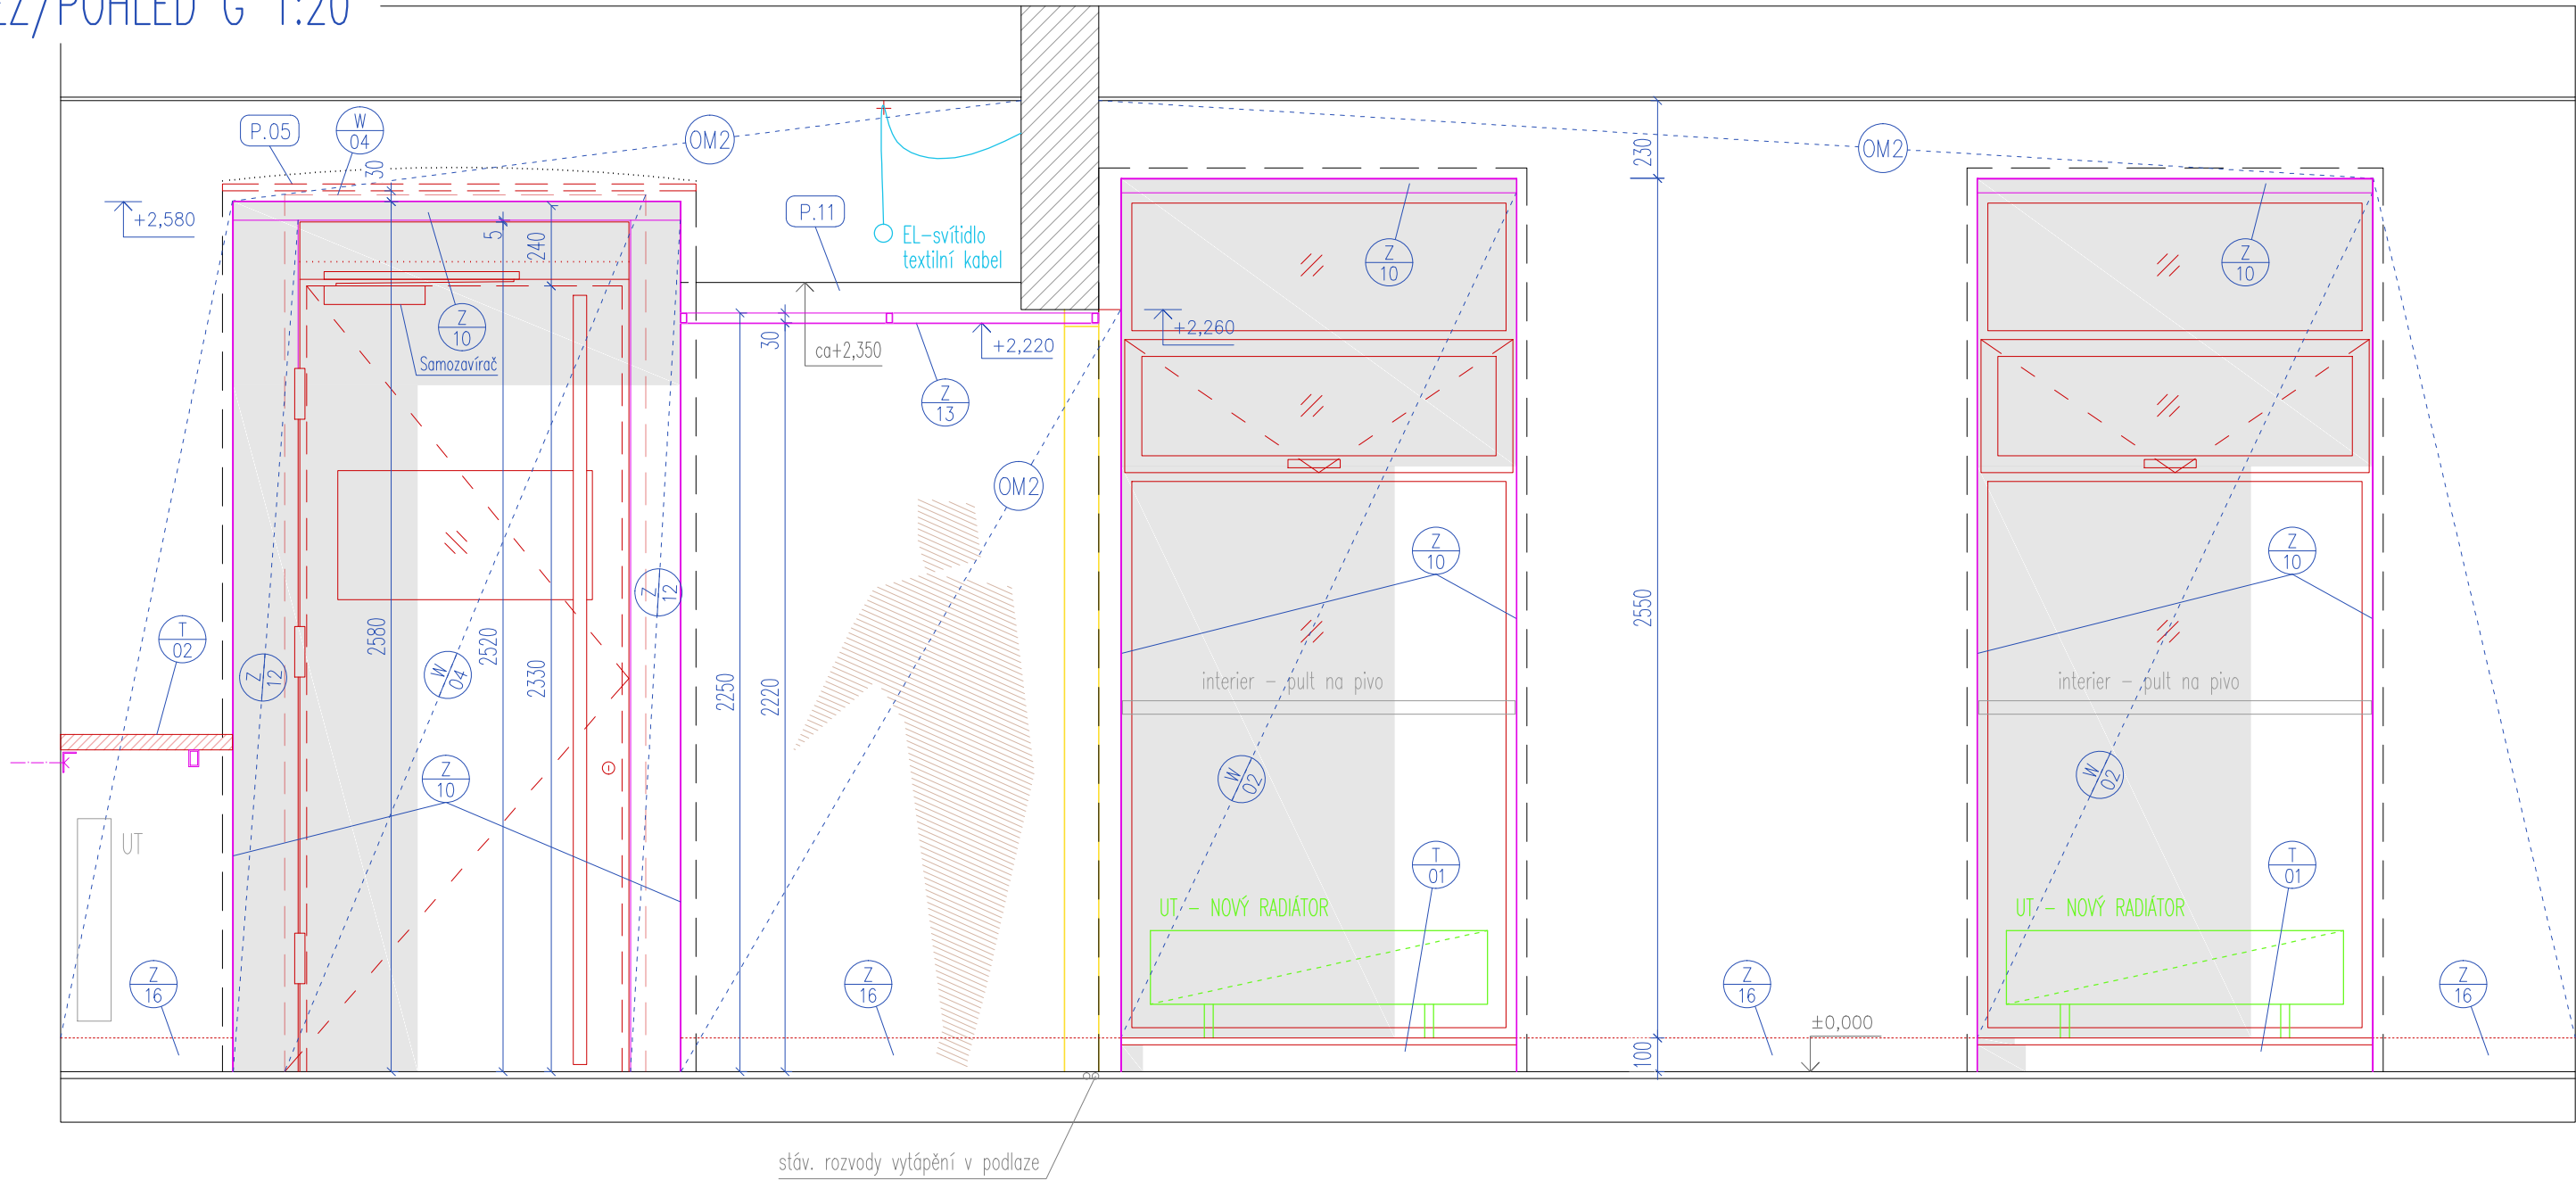 EZ/POHLED G 1:20
P.05
W
04
30
OM2
OM2
230
+2,580
P.11
5
240
EL-svítidlo
textilní kabel
Z
10
Z
10
Z
10
Samozavírač
30
ca+2,350
+2,220
+2,260
Z
13
OM2
Z
10
Z
10
Z
12
2550
T
02
2580
2520
2330
Z
12
W
04
2250
2220
interier - pult na pivo
interier - pult na pivo
Z
10
W
02
W
02
UT
T
01
T
01
UT - NOVÝ RADIÁTOR
UT - NOVÝ RADIÁTOR
Z
16
Z
16
Z
16
Z
16
±0,000
100
stáv. rozvody vytápění v podlaze